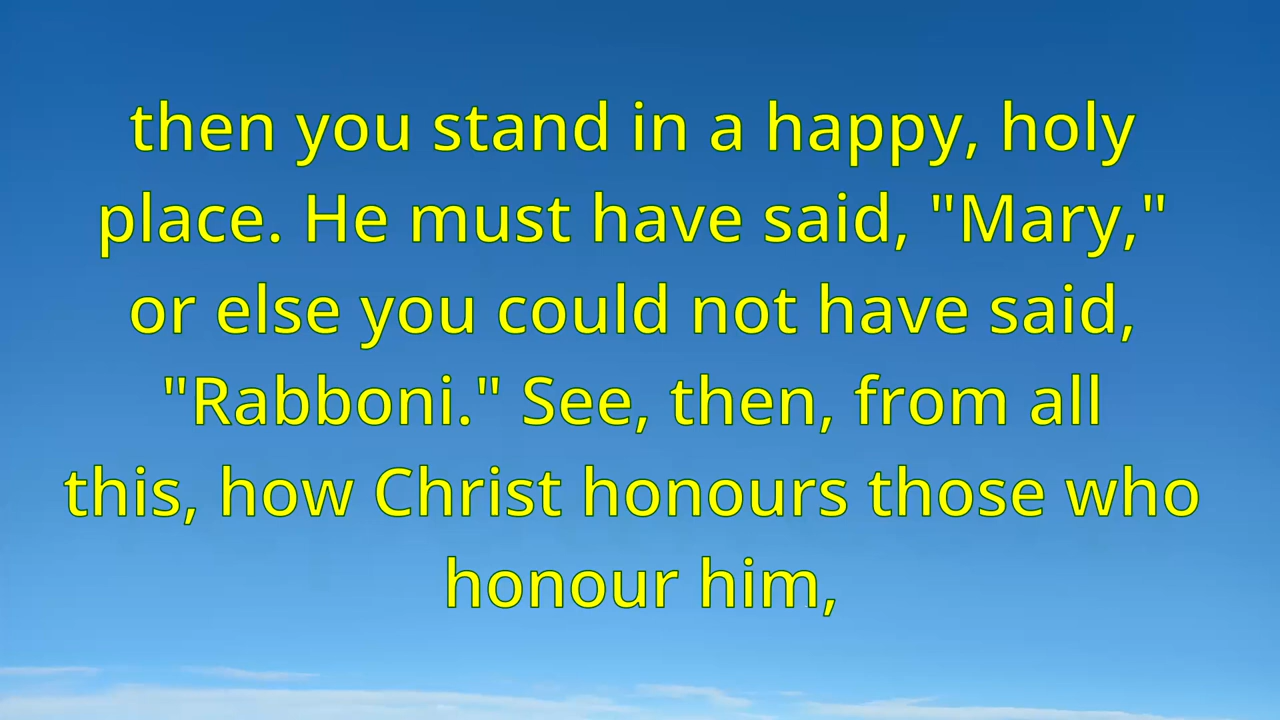 then you stand in a happy, holy
place. He must have said, "Mary,"
or else you could not have said,
"Rabboni." See, then, from all
this, how Christ honours those who
honour him,